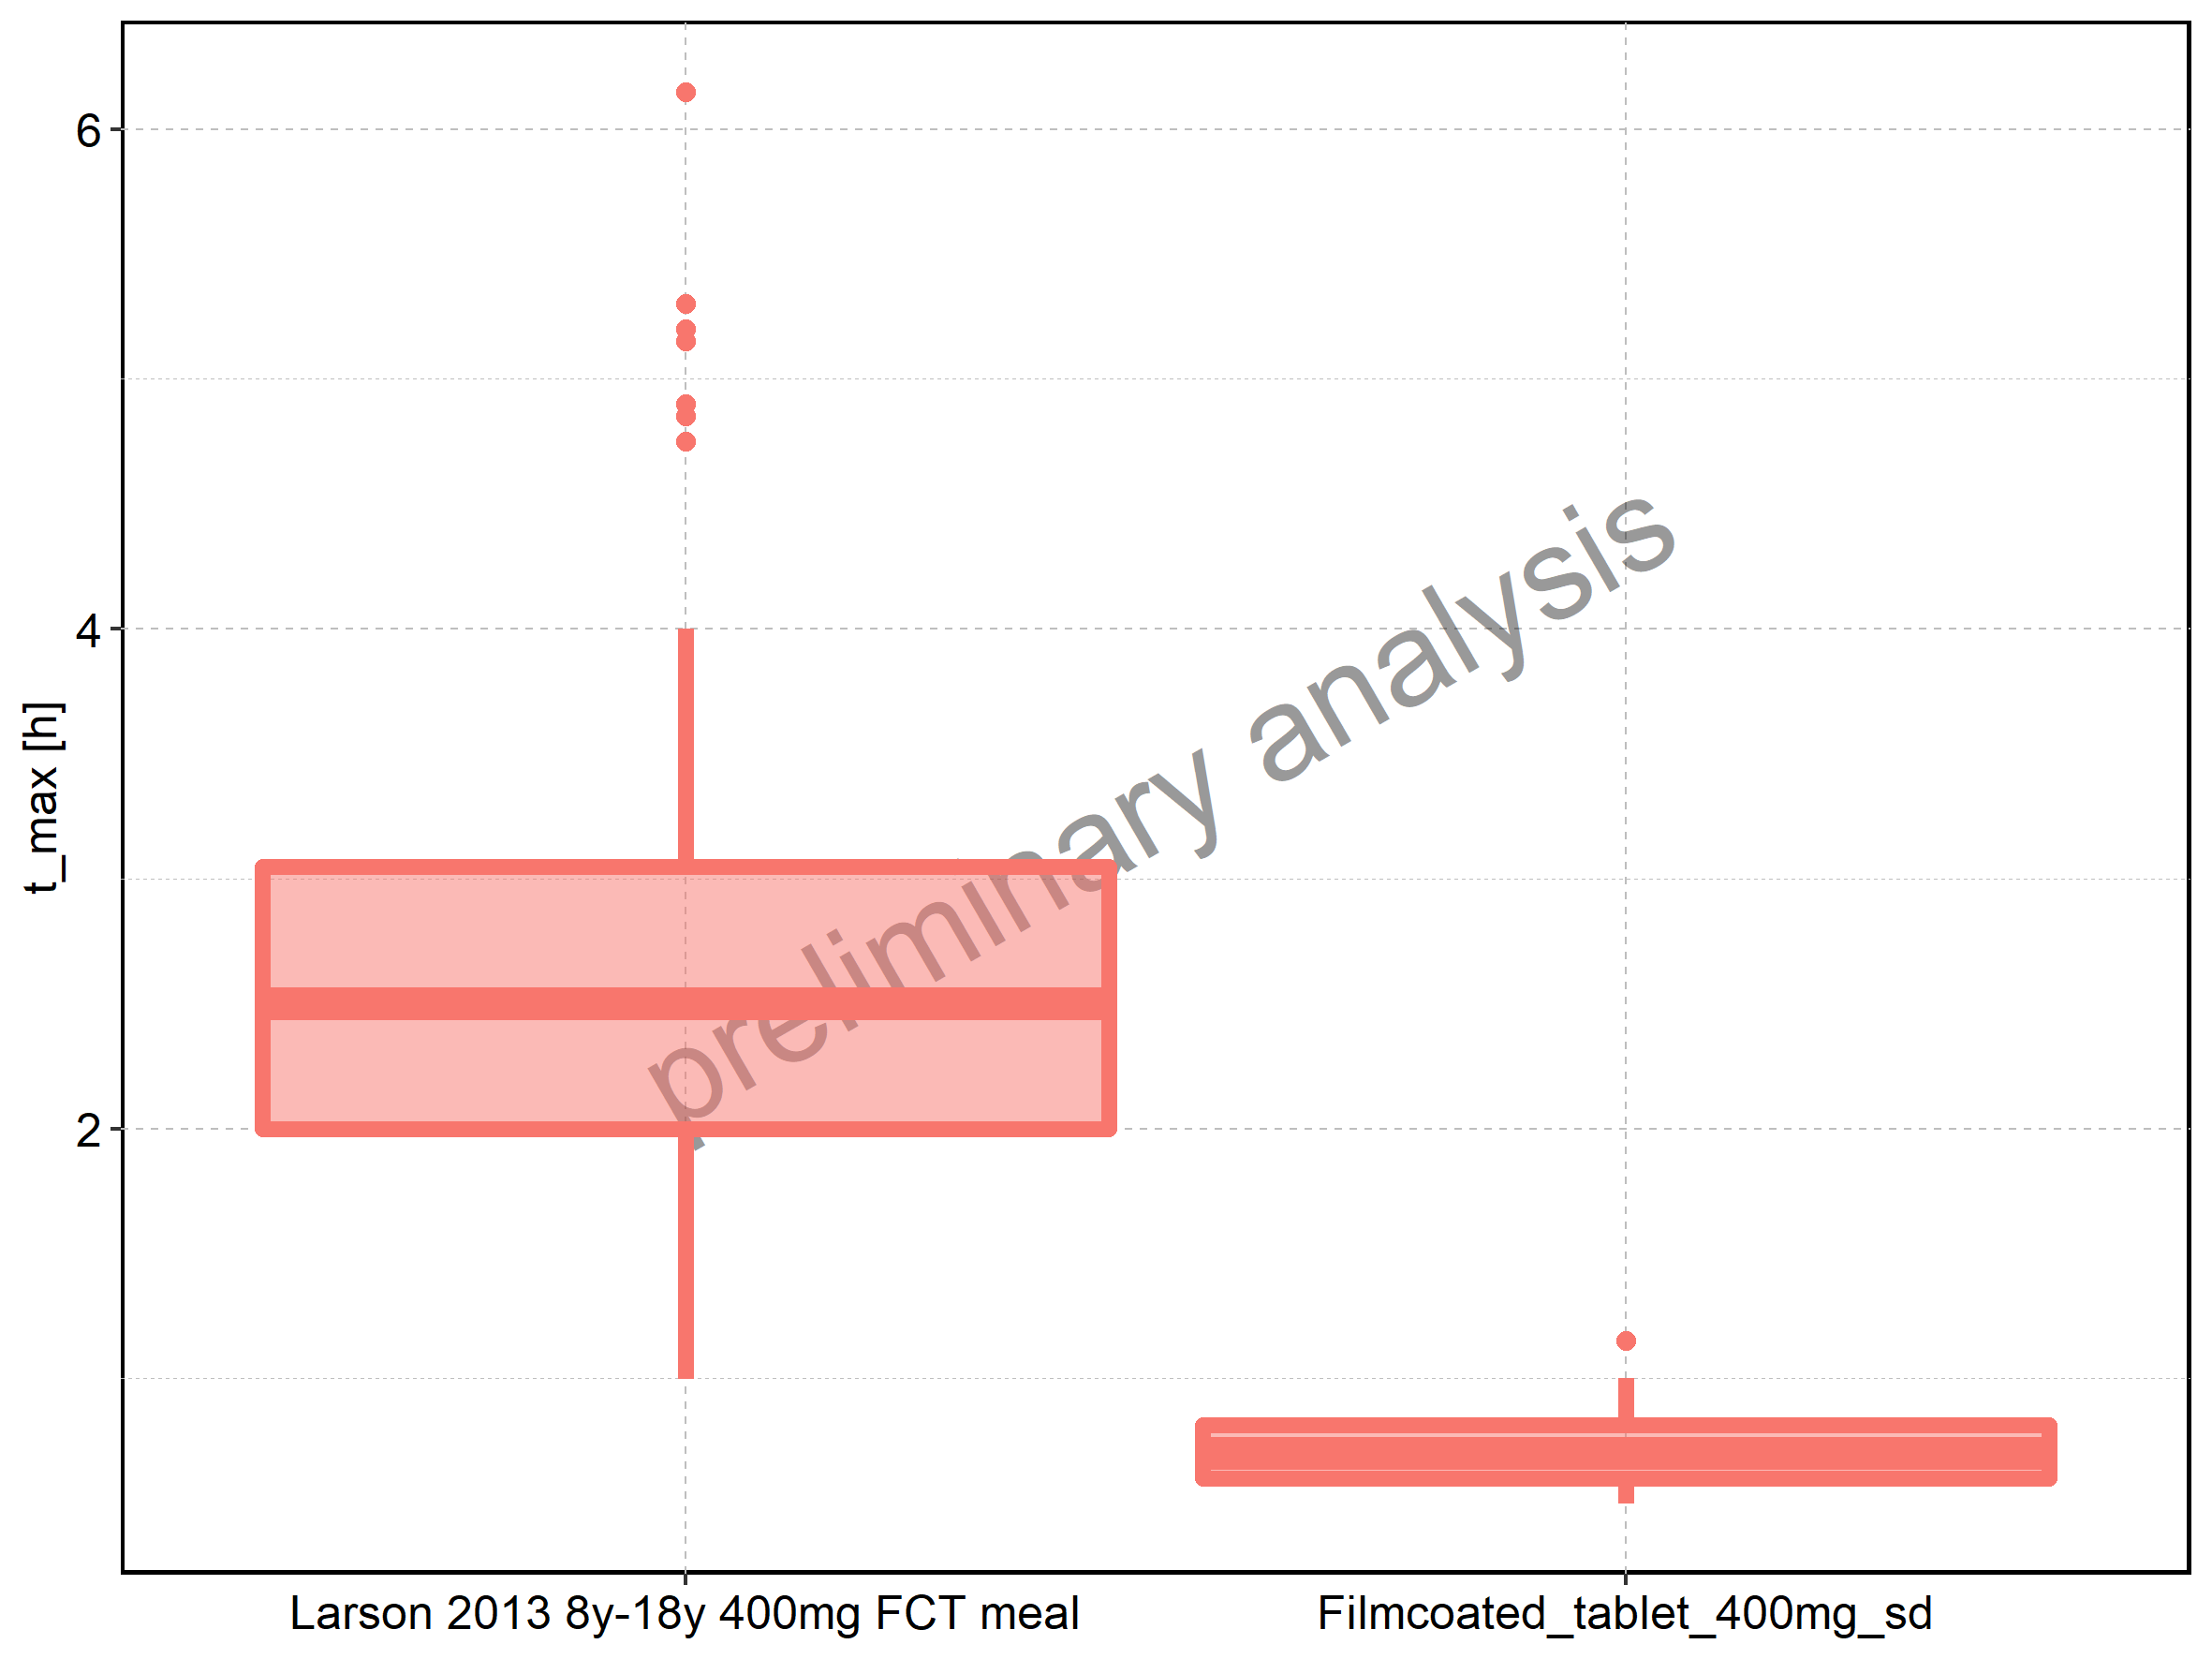 6
4
2
t_max [h]
preliminary analysis
Larson 2013 8y-18y 400mg FCT meal
Filmcoated_tablet_400mg_sd